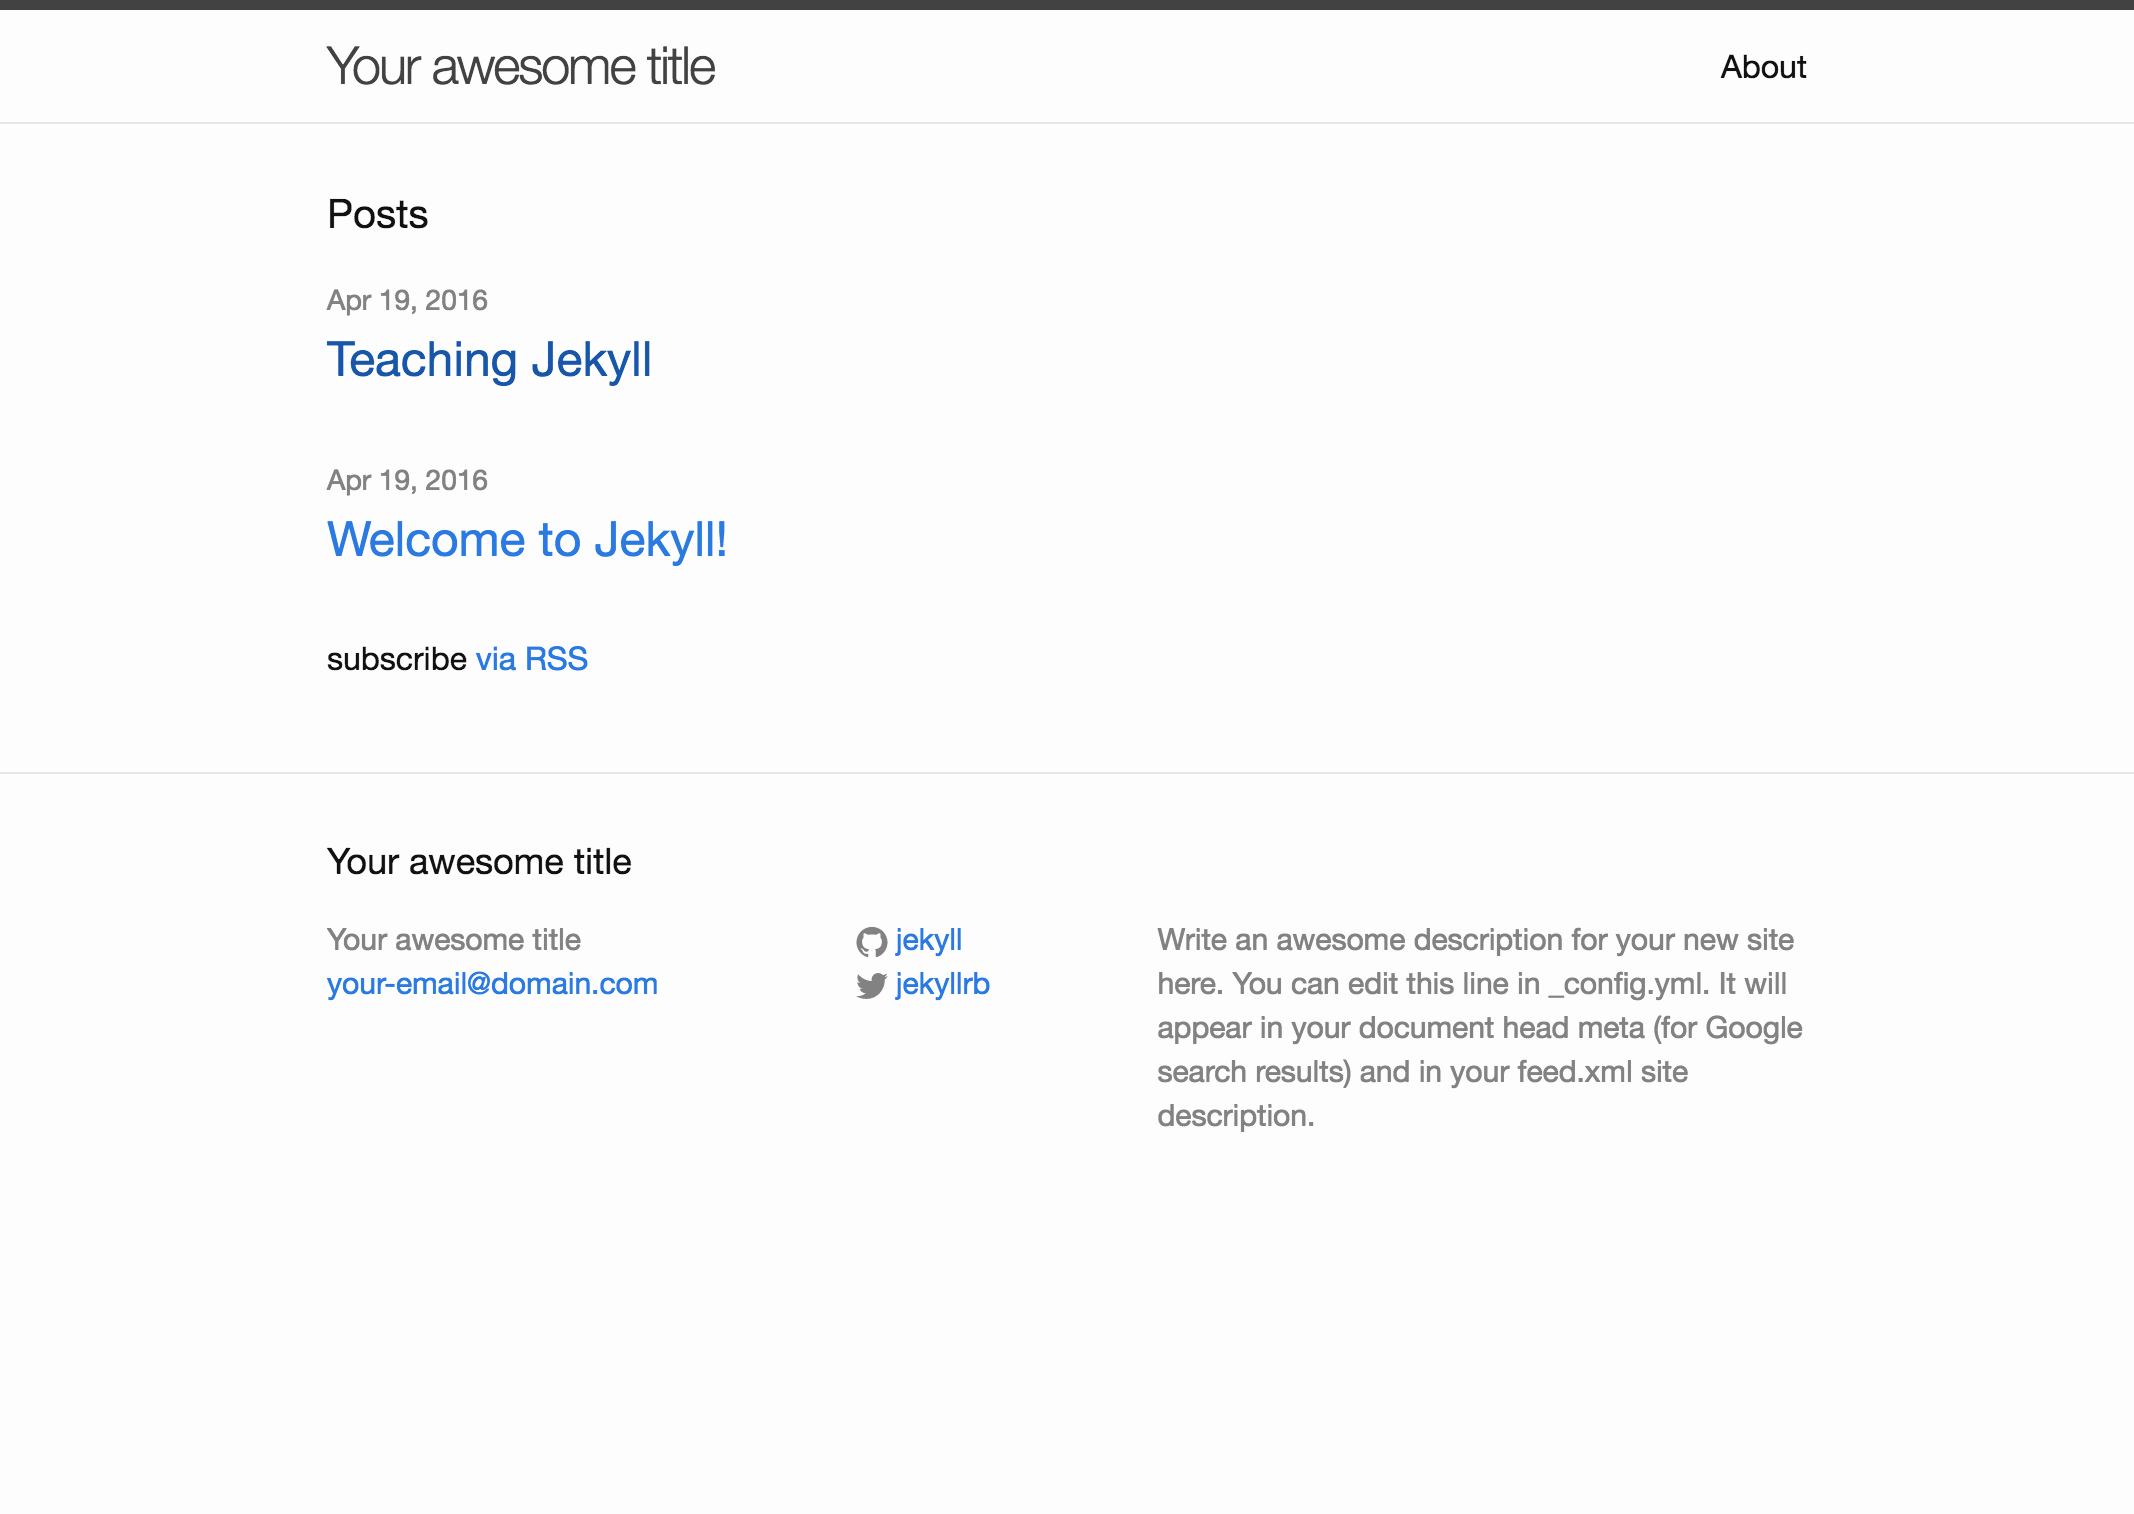 Your awesome title
About
Posts
Apr 19, 2016
Teaching Jekyll
Apr 19, 2016
Welcome to Jekyll!
subscribe via RSS
Your awesome title
Your awesome title
your-email@domain.com
jekyll
jekyllrb
Write an awesome description for your new site
here. You can edit this line in _config.yml. It will
appear in your document head meta (for Google
search results) and in your feed.xml site
description.